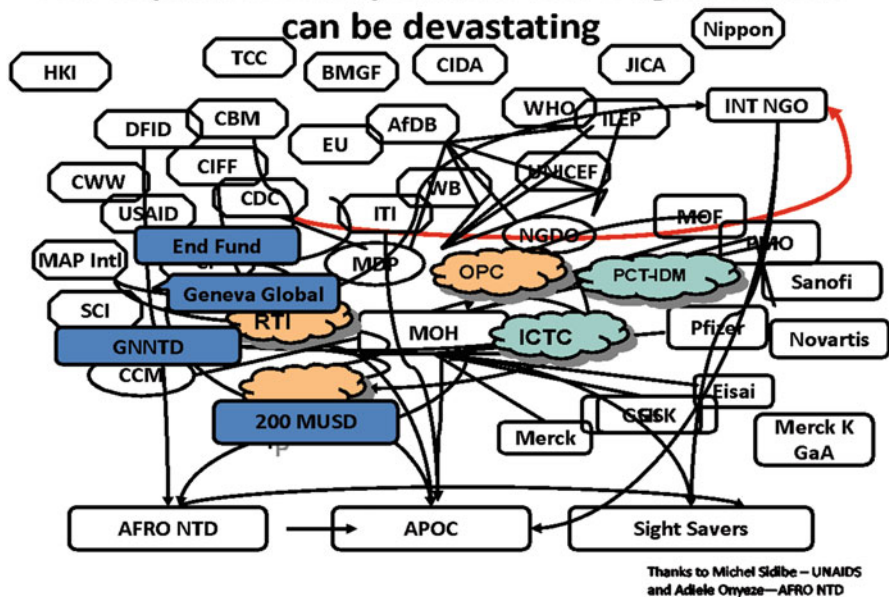 can be devastating
Nippon
TCC
HKI
BMGF
CIDA
JICA
INT NGO
WHO
ILEP
DFID
CBM
AfDB
EU
CIFF
UNICEF
CWW
WB
CDC
USAID
ITI
MOF
NGDO
End Fund
MAP Intl
MDP
OPC
PCT-IDM
Sanofi
Geneva Global
SCI
RTI
MOH
ICTC
Pfizer
Novartis
GNNTD
CCM
Eisai
200 MUSD
GSK
Merck
Merck K
GaA
AFRO NTD
APOC
Sight Savers
Thanks to Michel Sidibe – UNAIDS
and Adiele Onyeze—AFRO NTD